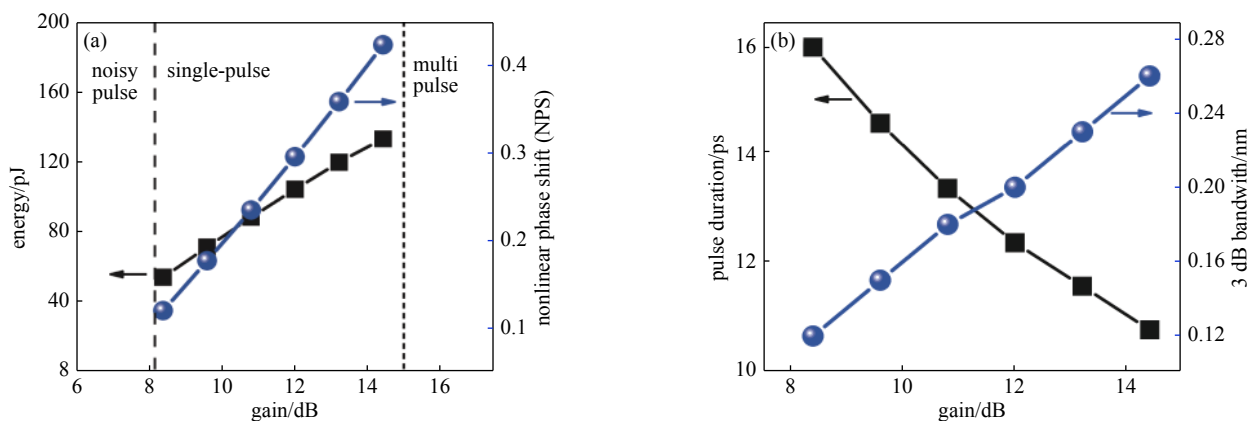 (a)
noisy
pulse
single-pulse
multi
pulse
200
160
120
80
40
8
energy/pJ
6
8
10
12
14
16
gain/dB
0.4
0.3
0.2
0.1
nonlinear phase shift (NPS)
(b)
16
14
12
10
pulse duration/ps
8
10
12
14
gain/dB
0.28
0.24
0.20
0.16
0.12
3 dB bandwith/nm